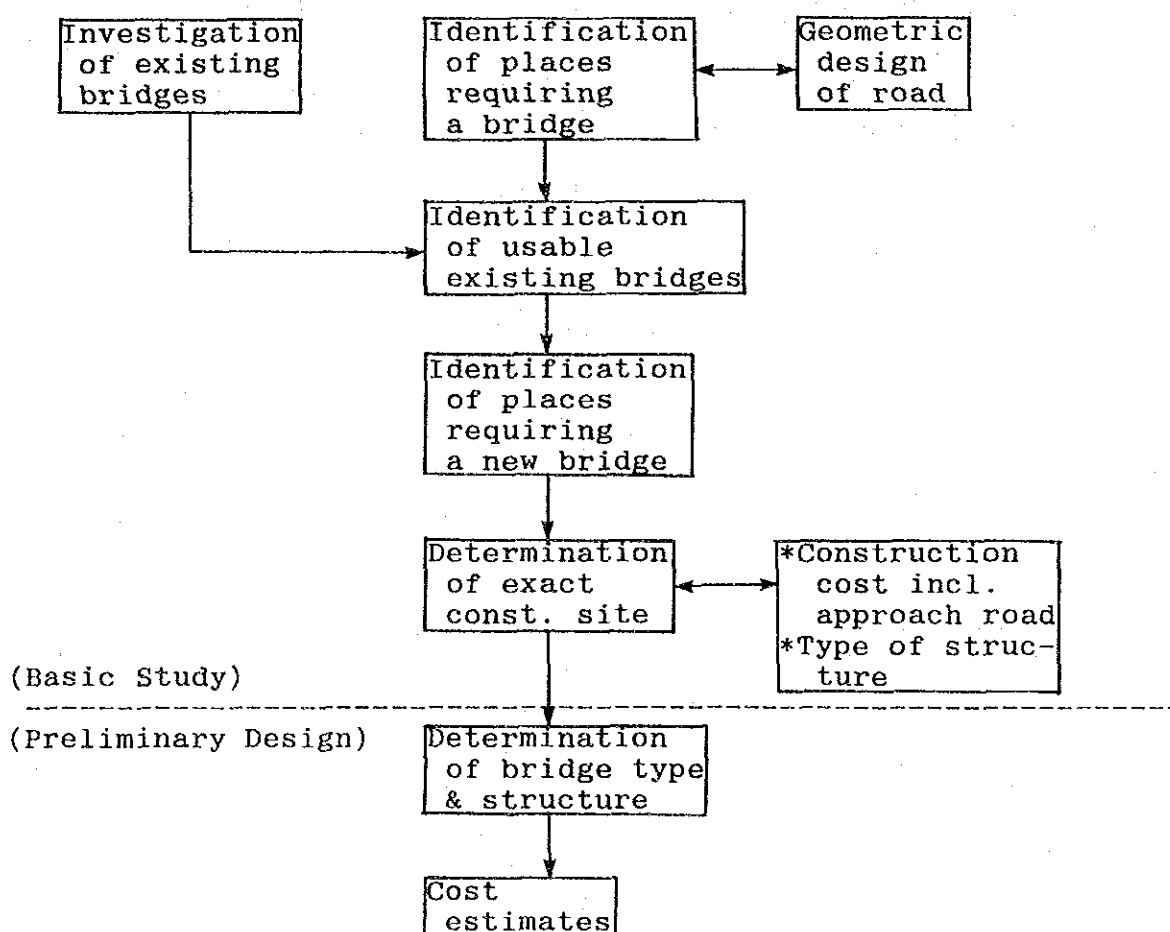 Investigation
of existing
bridges
Identification
of places
requiring
a bridge
Geometric
design
of road
Identification
of usable
existing bridges
Identification
of places
requiring
a new bridge
Determination
of exact
const. site
*Construction
cost incl.
approach road
*Type of struc-
ture
(Basic Study)
(Preliminary Design)
Determination
of bridge type
& structure
Cost
estimates